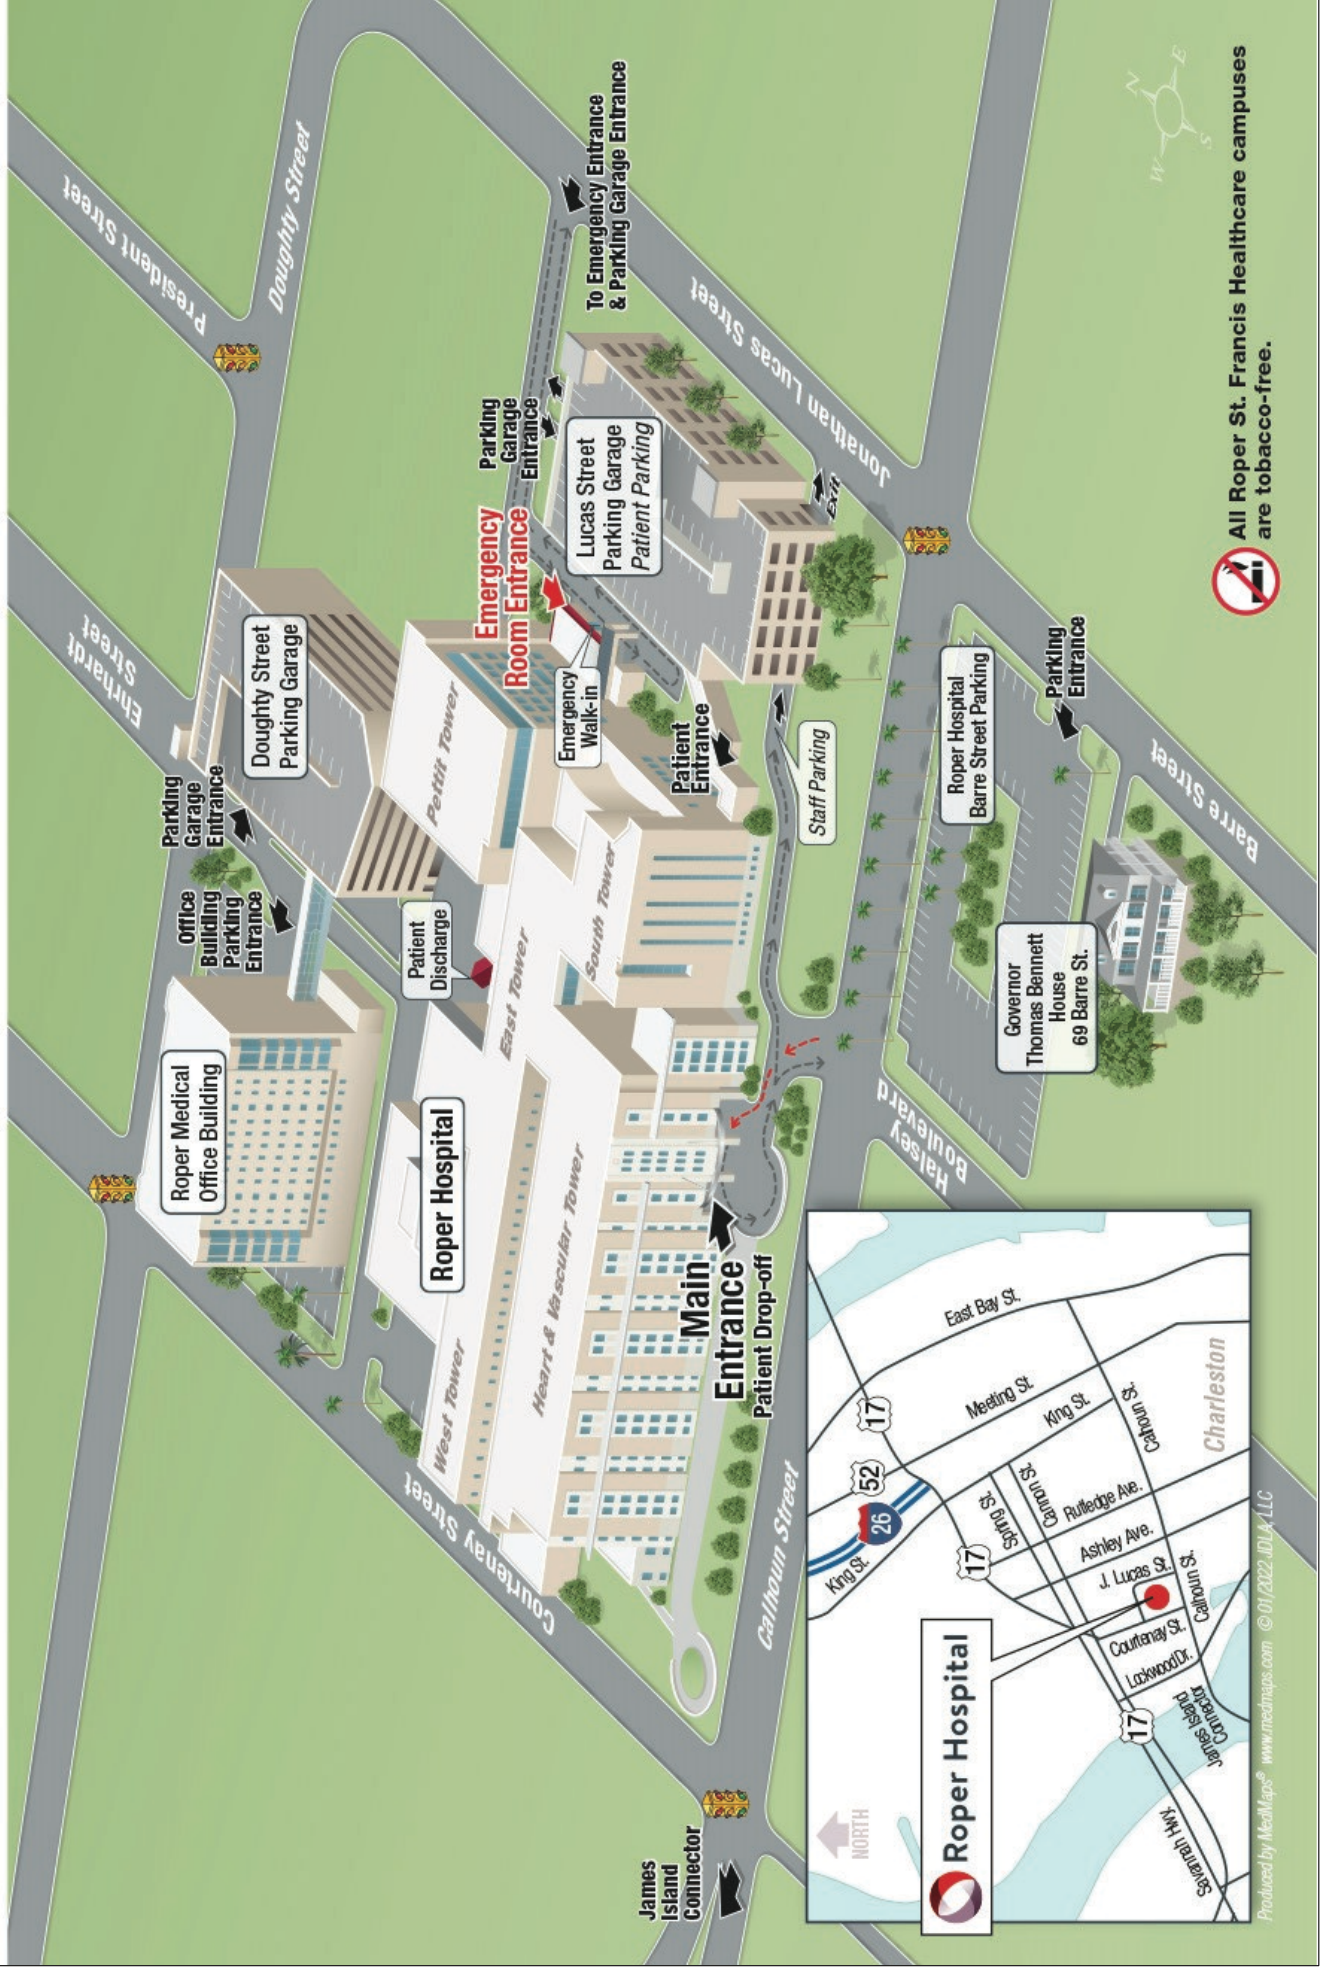 President Street
Doughty Street
Ehrhardt
Street
Parking
Garage
Entrance
Doughty Street
Parking Garage
Office
Building
Parking
Entrance
Roper Medical
Office Building
Pettit Tower
Patient
Discharge
East Tower
South Tower
Roper Hospital
Heart & Vascular Tower
West Tower
Courtenay Street
Emergency
Room Entrance
Emergency
Walk-in
Parking
Garage
Entrance
To Emergency Entrance
& Parking Garage Entrance
Lucas Street
Parking Garage
Patient Parking
Jonathan Lucas Street
Exit
Patient
Entrance
Staff Parking
Main
Entrance
Patient Drop-off
Calhoun Street
James
Island
Connector
Halsey
Boulevard
Roper Hospital
Barre Street Parking
Parking
Entrance
Governor
Thomas Bennett
House
69 Barre St.
Barre Street
N
E
S
W
All Roper St. Francis Healthcare campuses
are tobacco-free.
NORTH
Roper Hospital
King St.
26
52
17
East Bay St.
Meeting St.
King St.
Calhoun St.
17
Spring St.
Cannon St.
Rutledge Ave.
Ashley Ave.
J. Lucas St.
Calhoun St.
Courtenay St.
Lockwood Dr.
17
James Island
Connector
Savannah Hwy.
Charleston
Produced by MedMaps® www.medmaps.com ©01/2022 JDLA, LLC